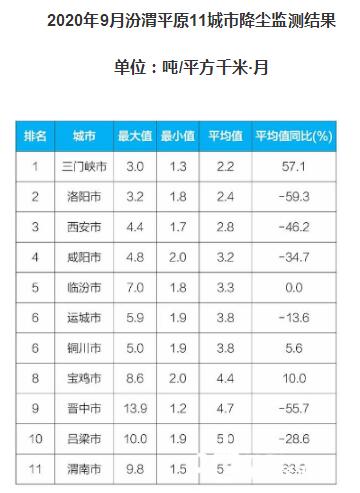 2020年9月汾渭平原11城市降尘监测结果
单位：吨/平方千米·月
排名 城市 最大值 最小值 平均值 平均值同比(%)
1 三门峡市 3.0 1.3 2.2 57.1
2 洛阳市 3.2 1.8 2.4 -59.3
3 西安市 4.4 1.7 2.8 -46.2
4 咸阳市 4.8 2.0 3.2 -34.7
5 临汾市 7.0 1.8 3.3 0.0
6 运城市 5.9 1.9 3.8 -13.6
6 铜川市 5.0 1.9 3.8 5.6
8 宝鸡市 8.6 2.0 4.4 10.0
9 晋中市 13.9 1.2 4.7 -55.7
10 吕梁市 10.0 1.9 5.0 -28.6
11 渭南市 9.8 1.5